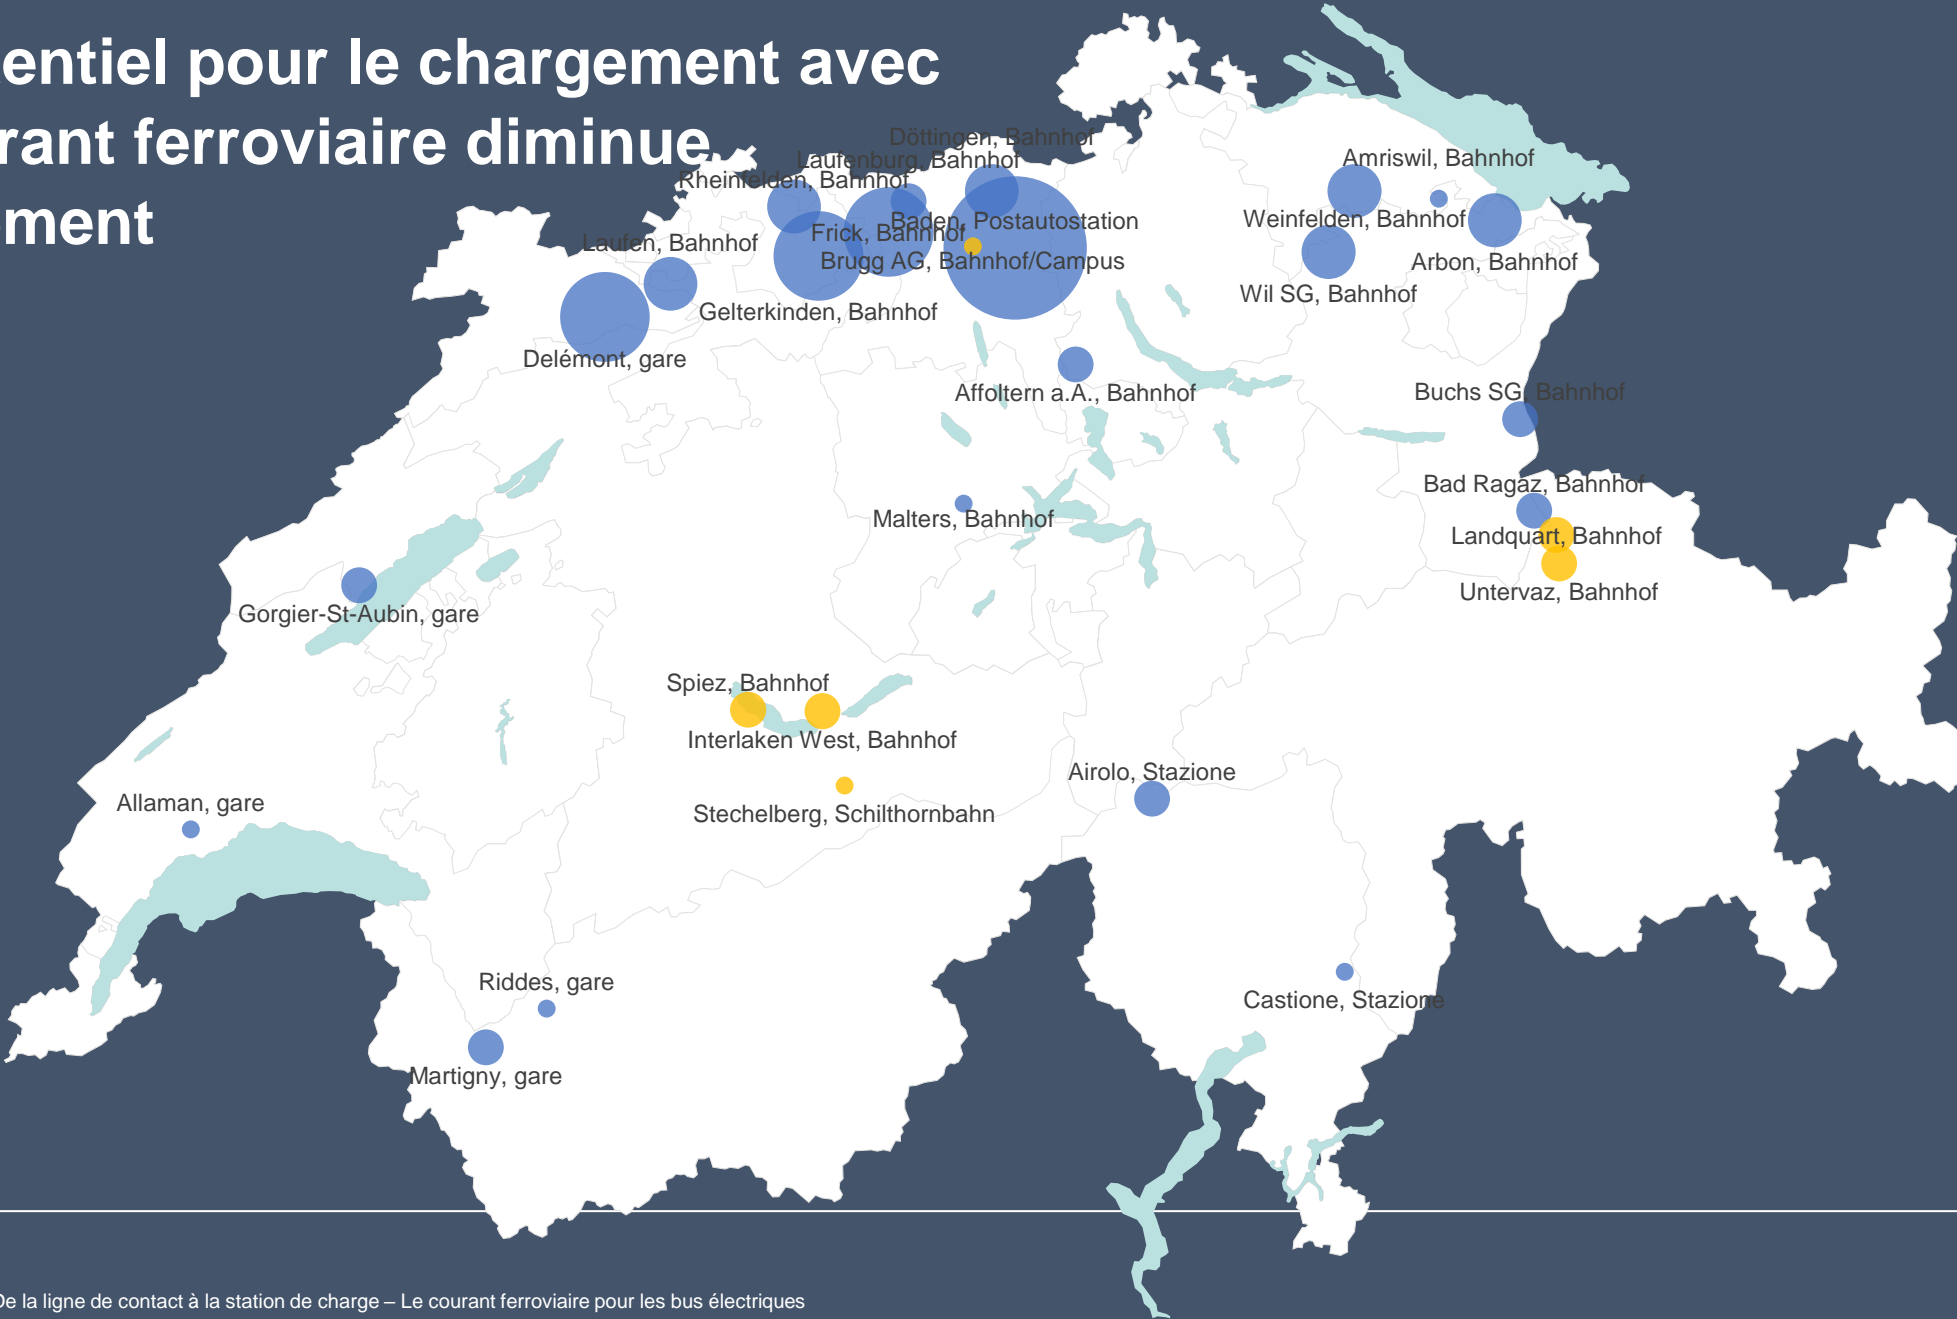 entiel pour le chargement avec
rant ferroviaire diminue
ment
Döttingen, Bahnhof
Laufenburg, Bahnhof
Rheinfelden, Bahnhof
Amriswil, Bahnhof
Baden, Postautostation
Weinfelden, Bahnhof
Frick, Bahnhof
Laufen, Bahnhof
Brugg AG, Bahnhof/Campus
Arbon, Bahnhof
Wil SG, Bahnhof
Gelterkinden, Bahnhof
Delémont, gare
Affoltern a.A., Bahnhof
Buchs SG, Bahnhof
Bad Ragaz, Bahnhof
Malters, Bahnhof
Landquart, Bahnhof
Untervaz, Bahnhof
Gorgier-St-Aubin, gare
Spiez, Bahnhof
Interlaken West, Bahnhof
Airolo, Stazione
Allaman, gare
Stechelberg, Schilthornbahn
Riddes, gare
Castione, Stazione
Martigny, gare
De la ligne de contact à la station de charge – Le courant ferroviaire pour les bus électriques